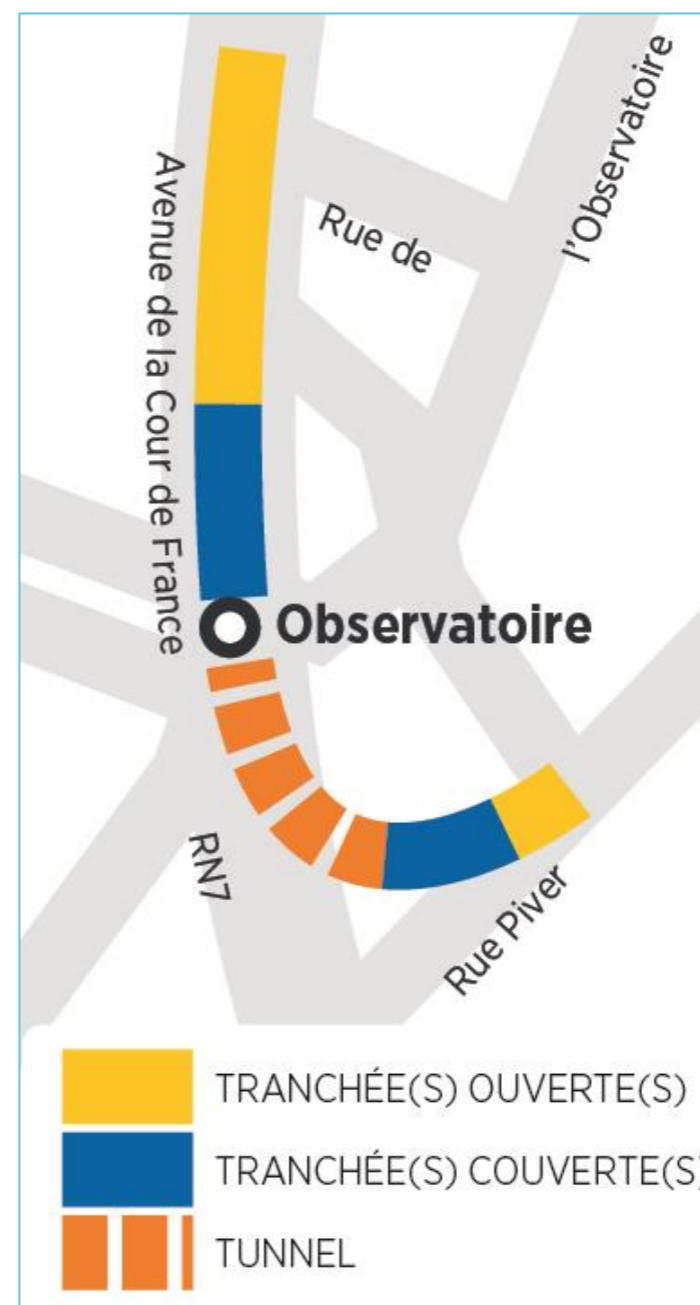 Avenue de la Cour de France
Rue de
l'Observatoire
Observatoire
RN7
Rue Piver
TRANCHÉE(S) OUVERTE(S)
TRANCHÉE(S) COUVERTE(S)
TUNNEL